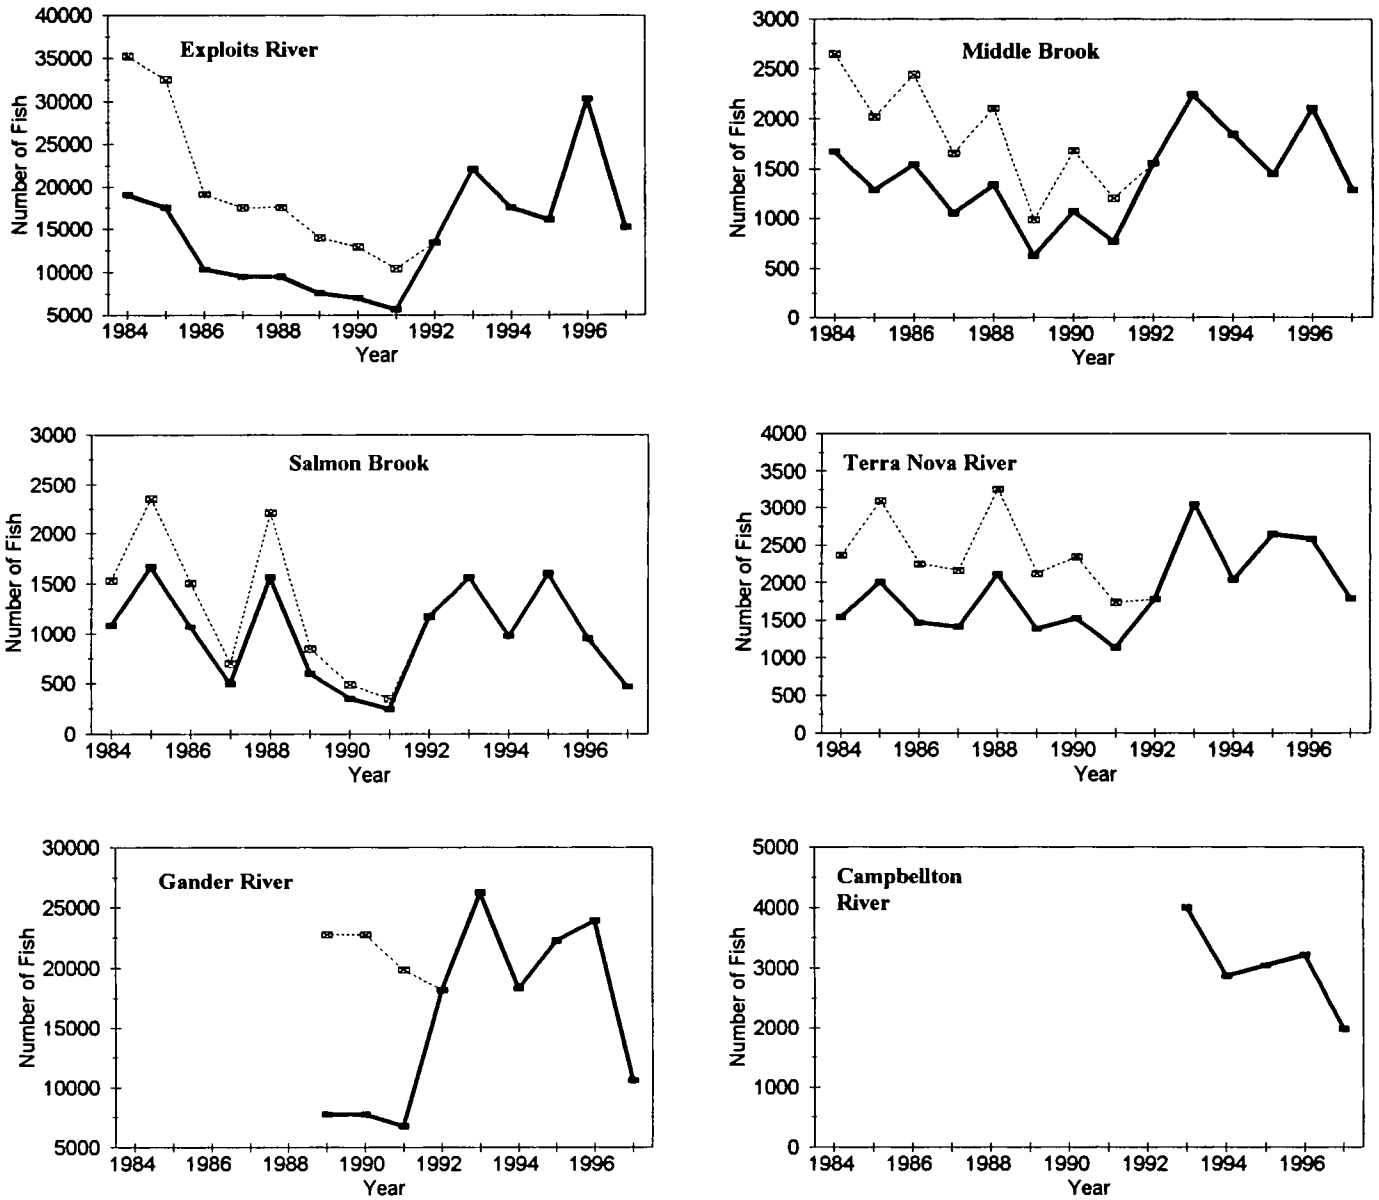 Exploits River
Number of Fish
40000
35000
30000
25000
20000
15000
10000
5000
1984 1986 1988 1990 1992 1994 1996
Year
Middle Brook
Number of Fish
3000
2500
2000
1500
1000
500
0
1984 1986 1988 1990 1992 1994 1996
Year
Salmon Brook
Number of Fish
3000
2500
2000
1500
1000
500
0
1984 1986 1988 1990 1992 1994 1996
Year
Terra Nova River
Number of Fish
4000
3500
3000
2500
2000
1500
1000
500
0
1984 1986 1988 1990 1992 1994 1996
Year
Gander River
Number of Fish
30000
25000
20000
15000
10000
5000
1984 1986 1988 1990 1992 1994 1996
Year
Campbellton
River
Number of Fish
5000
4000
3000
2000
1000
0
1984 1986 1988 1990 1992 1994 1996
Year